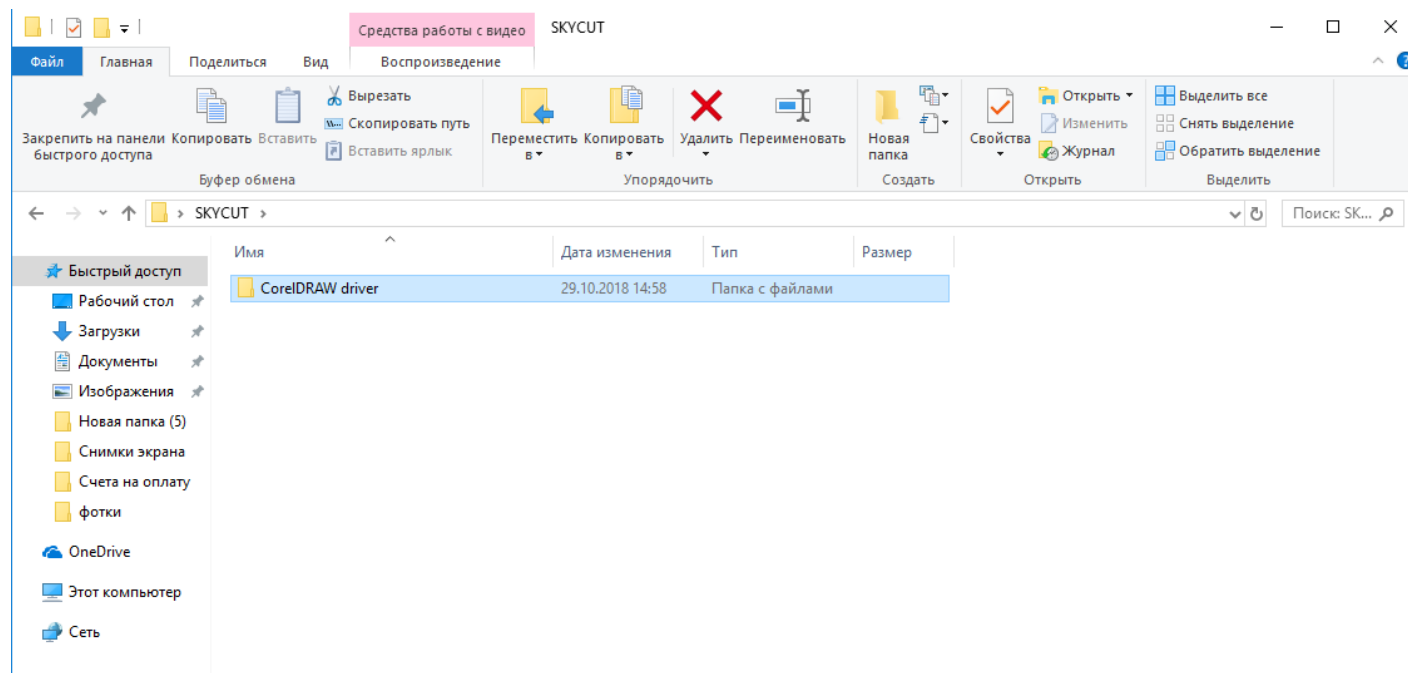 Средства работы с видео
SKYCUT
Файл
Главная
Поделиться
Вид
Воспроизведение
Закрепить на панели
быстрого доступа
Копировать
Вставить
Вырезать
Скопировать путь
Вставить ярлык
Буфер обмена
Переместить
в
Копировать
в
Удалить
Переименовать
Упорядочить
Новая
папка
Создать
Свойства
Открыть
Изменить
Журнал
Открыть
Выделить все
Снять выделение
Обратить выделение
Выделить
SKYCUT
Поиск: SK...
Имя
Дата изменения
Тип
Размер
CorelDRAW driver
29.10.2018 14:58
Папка с файлами
Быстрый доступ
Рабочий стол
Загрузки
Документы
Изображения
Новая папка (5)
Снимки экрана
Счета на оплату
фотки
OneDrive
Этот компьютер
Сеть